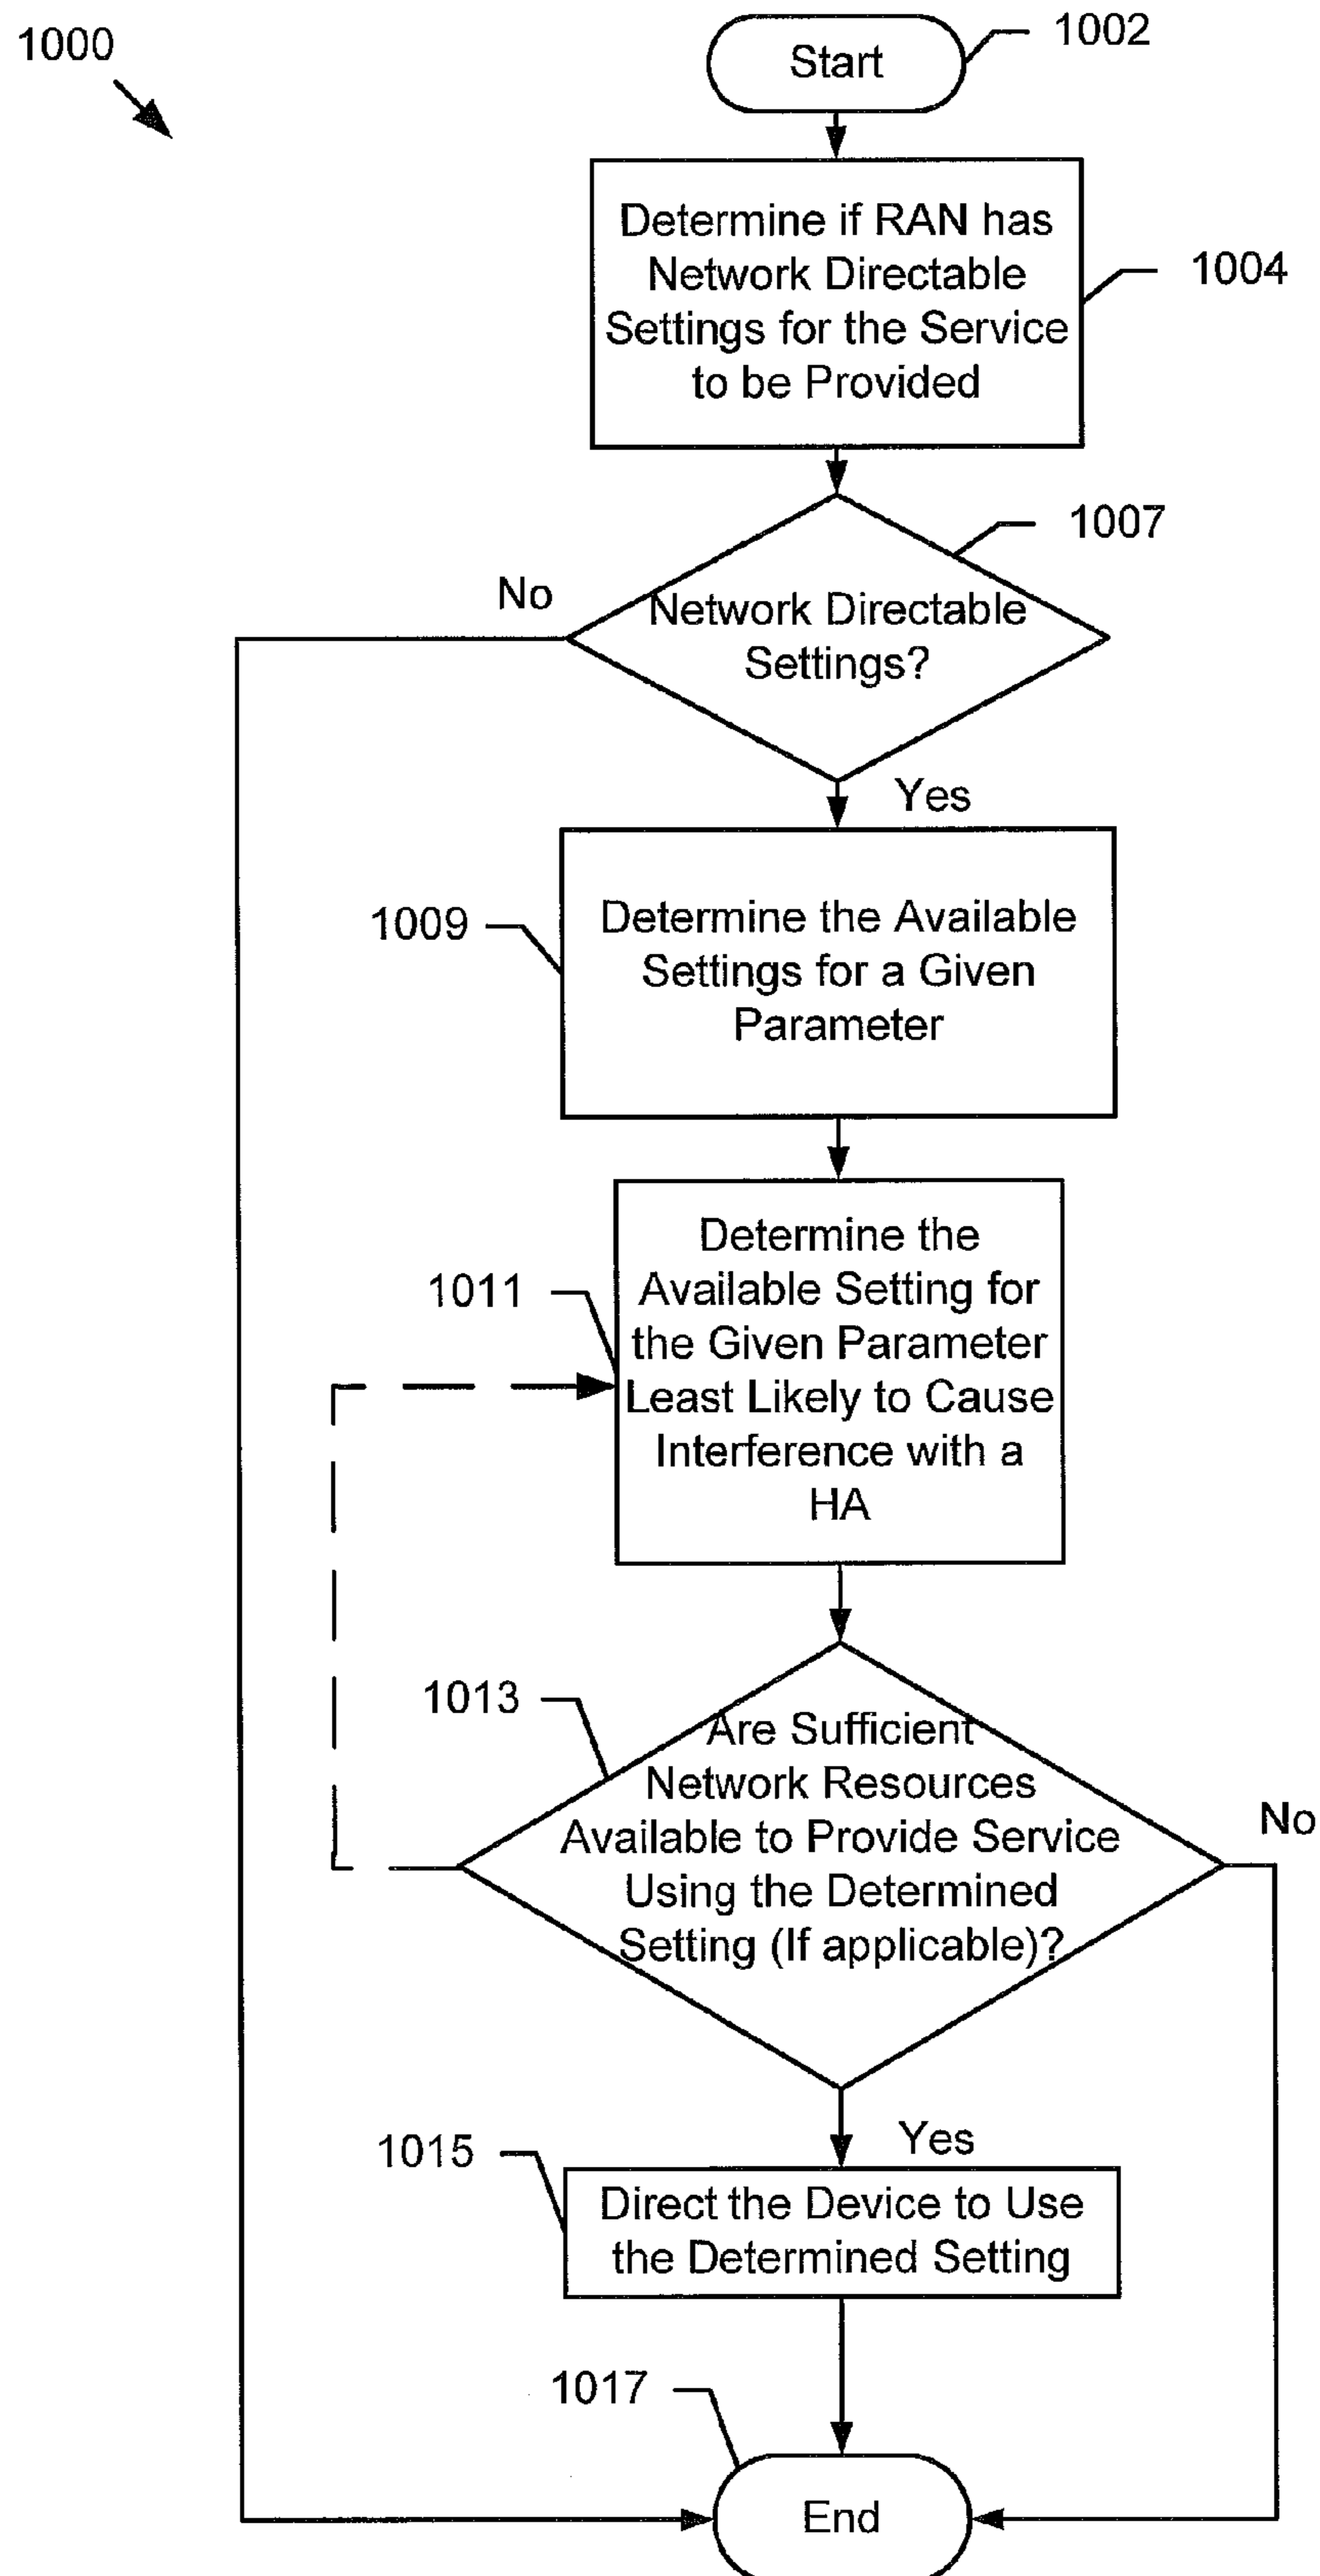 1000
Start
1002
Determine if RAN has
Network Directable
Settings for the Service
to be Provided
1004
1007
No
Network Directable
Settings?
Yes
1009
Determine the Available
Settings for a Given
Parameter
1011
Determine the
Available Setting for
the Given Parameter
Least Likely to Cause
Interference with a
HA
1013
Are Sufficient
Network Resources
Available to Provide Service
Using the Determined
Setting (If applicable)?
No
Yes
1015
Direct the Device to Use
the Determined Setting
1017
End